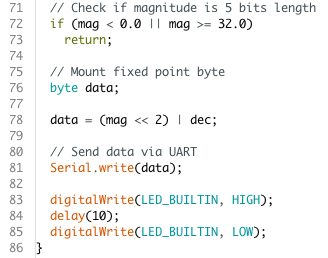 71 // Check if magnitude is 5 bits length
72 if (mag < 0.0 || mag >= 32.0)
73 return;
74
75 // Mount fixed point byte
76 byte data;
77
78 data = (mag << 2) | dec;
79
80 // Send data via UART
81 Serial.write(data);
82
83 digitalWrite(LED_BUILTIN, HIGH);
84 delay(10);
85 digitalWrite(LED_BUILTIN, LOW);
86 }